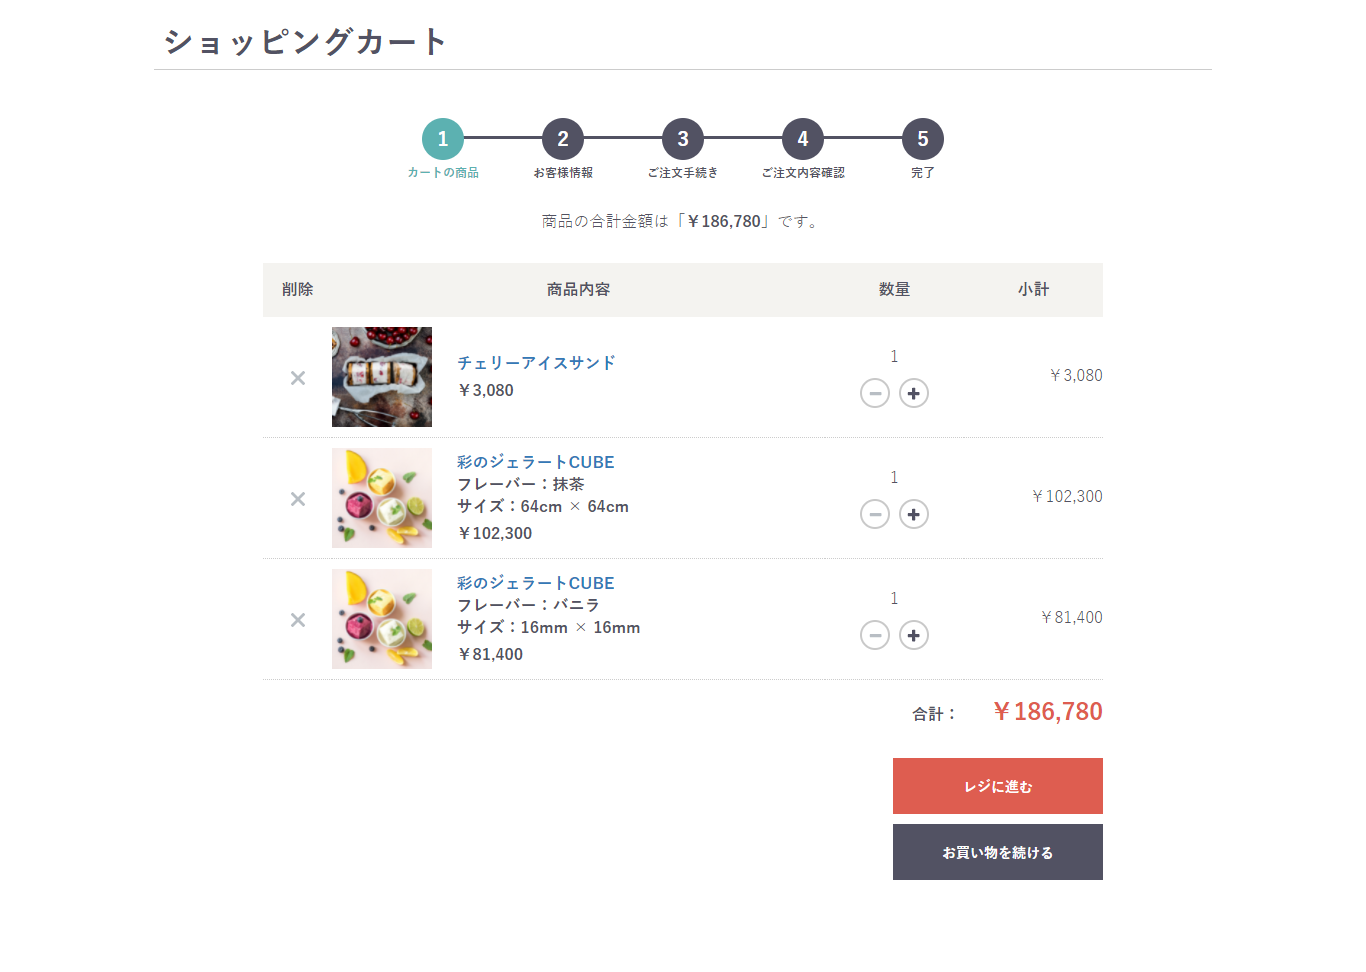 ショッピングカート
1 2 3 4 5
カートの商品 お客様情報 ご注文手続き ご注文内容確認 完了
商品の合計金額は「￥186,780」です。
削除 商品内容 数量 小計
チェリーアイスサンド
￥3,080
1
￥3,080
彩のジェラートCUBE
フレーバー：抹茶
サイズ：64cm × 64cm
￥102,300
1
￥102,300
彩のジェラートCUBE
フレーバー：バニラ
サイズ：16mm × 16mm
￥81,400
1
￥81,400
合計： ￥186,780
レジに進む
お買い物を続ける